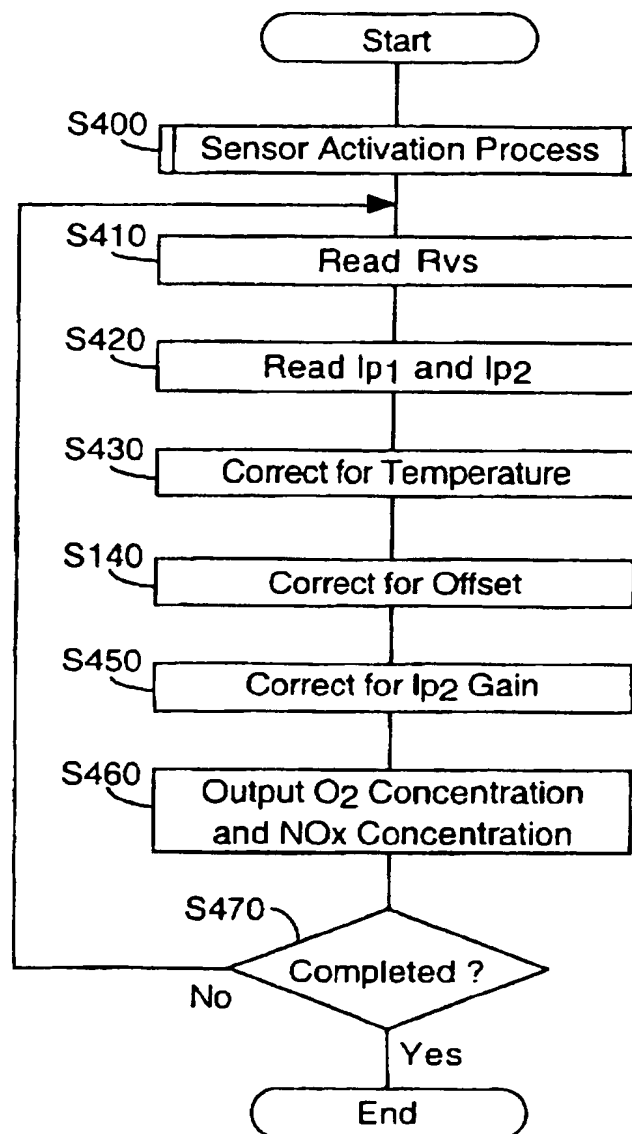 Start
S400
Sensor Activation Process
S410
Read Rvs
S420
Read Ip1 and Ip2
S430
Correct for Temperature
S140
Correct for Offset
S450
Correct for Ip2 Gain
S460
Output O2 Concentration
and NOx Concentration
S470
Completed ?
No
Yes
End